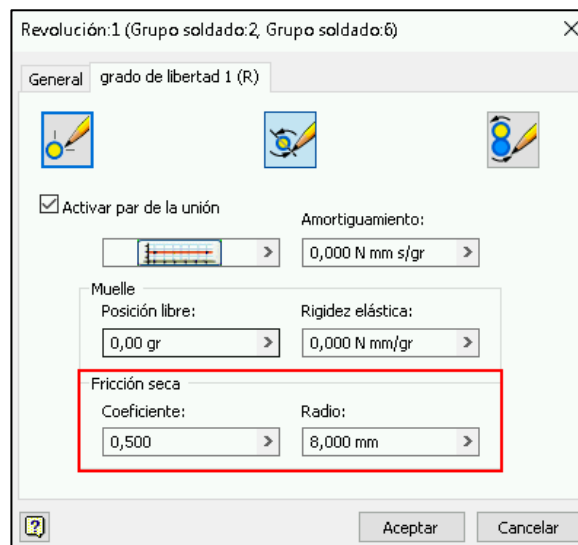 Revolución:1 (Grupo soldado:2, Grupo soldado:6)
General grado de libertad 1 (R)
Activar par de la unión
Amortiguamiento:
0,000 N mm s/gr
Muelle
Posición libre: Rigidez elástica:
0,00 gr 0,000 N mm/gr
Fricción seca
Coeficiente: Radio:
0,500 8,000 mm
Aceptar Cancelar